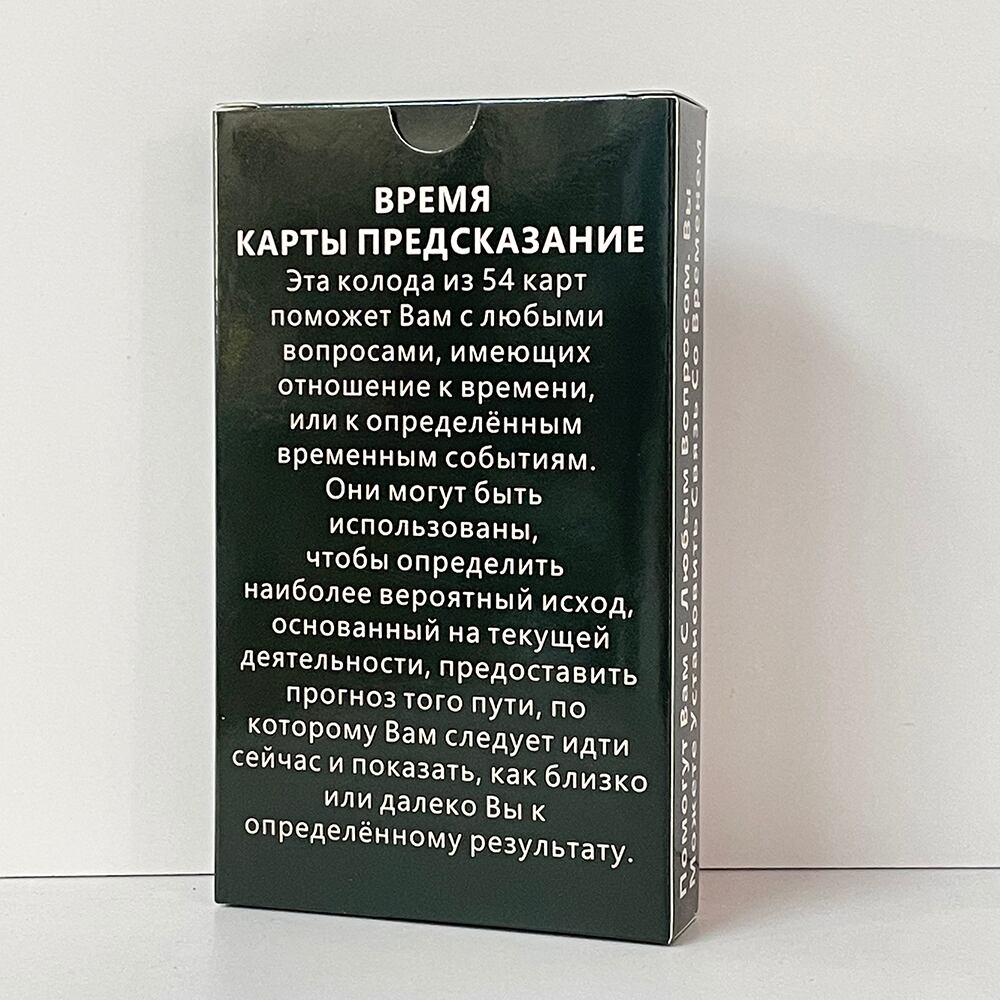 ВРЕМЯ
КАРТЫ ПРЕДСКАЗАНИЕ
Эта колода из 54 карт
поможет Вам с любыми
вопросами, имеющих
отношение к времени,
или к определённым
временным событиям.
Они могут быть
использованы,
чтобы определить
наиболее вероятный исход,
основанный на текущей
деятельности, предоставить
прогноз того пути, по
которому Вам следует идти
сейчас и показать, как близко
или далеко Вы к
определённому результату.
Помогут Вам С Любым Вопросом. Вы
Можете установить Связь Со Временем